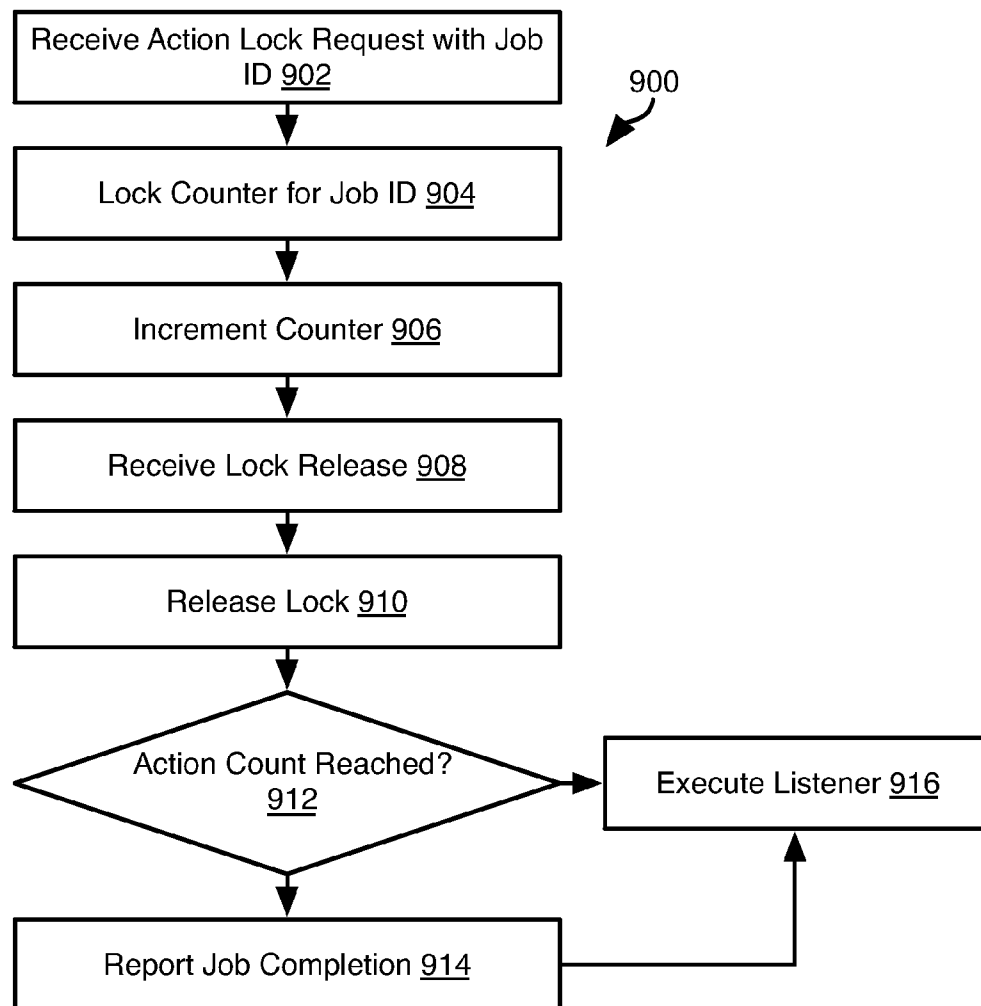 Receive Action Lock Request with Job
ID 902
900
Lock Counter for Job ID 904
Increment Counter 906
Receive Lock Release 908
Release Lock 910
Action Count Reached?
912
Execute Listener 916
Report Job Completion 914